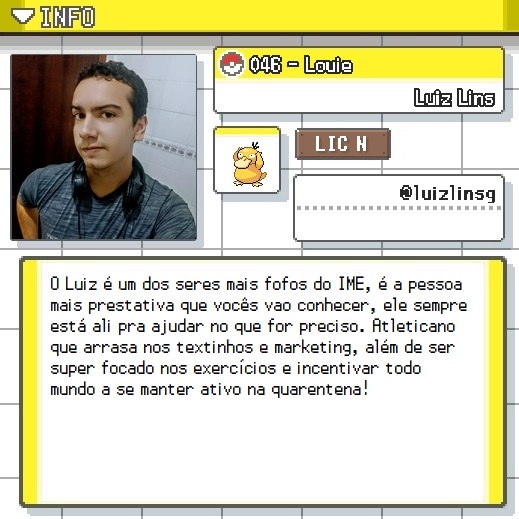 INFO
046 - Louie
Luiz Lins
LIC N
@luizlinsg
O Luiz é um dos seres mais fofos do IME, é a pessoa
mais prestativa que vocês vao conhecer, ele sempre
está ali pra ajudar no que for preciso. Atleticano
que arrasa nos textinhos e marketing, além de ser
super focado nos exercícios e incentivar todo
mundo a se manter ativo na quarentena!